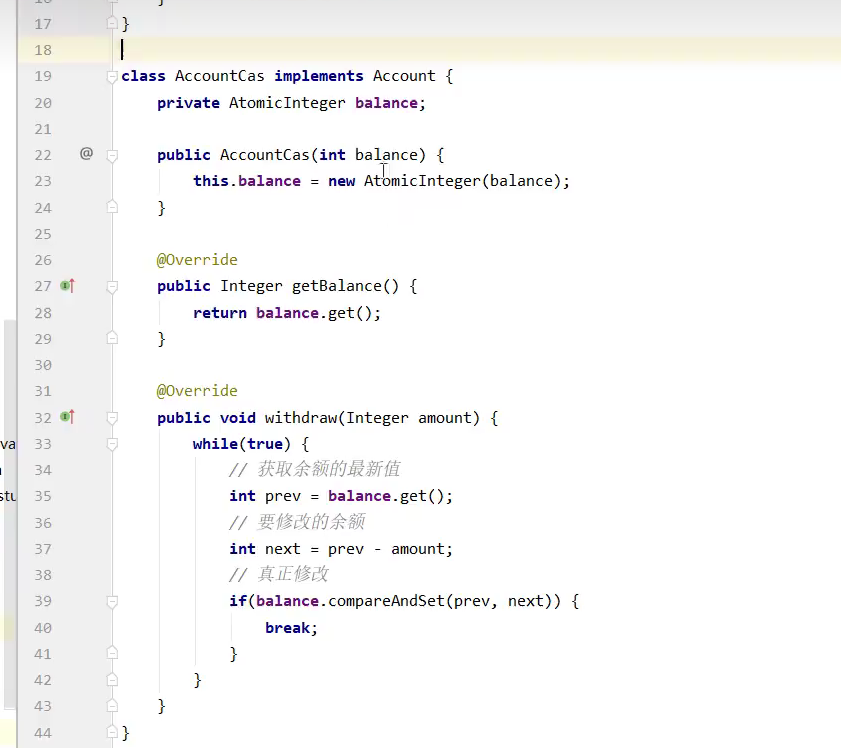 17 }
18
19 class AccountCas implements Account {
20 private AtomicInteger balance;
21
22 @ public AccountCas(int balance) {
23 this.balance = new AtomicInteger(balance);
24 }
25
26 @Override
27 public Integer getBalance() {
28 return balance.get();
29 }
30
31 @Override
32 public void withdraw(Integer amount) {
va 33 while(true) {
34 // 获取余额的最新值
stu 35 int prev = balance.get();
36 // 要修改的余额
37 int next = prev - amount;
38 // 真正修改
39 if(balance.compareAndSet(prev, next)) {
40 break;
41 }
42 }
43 }
44 }